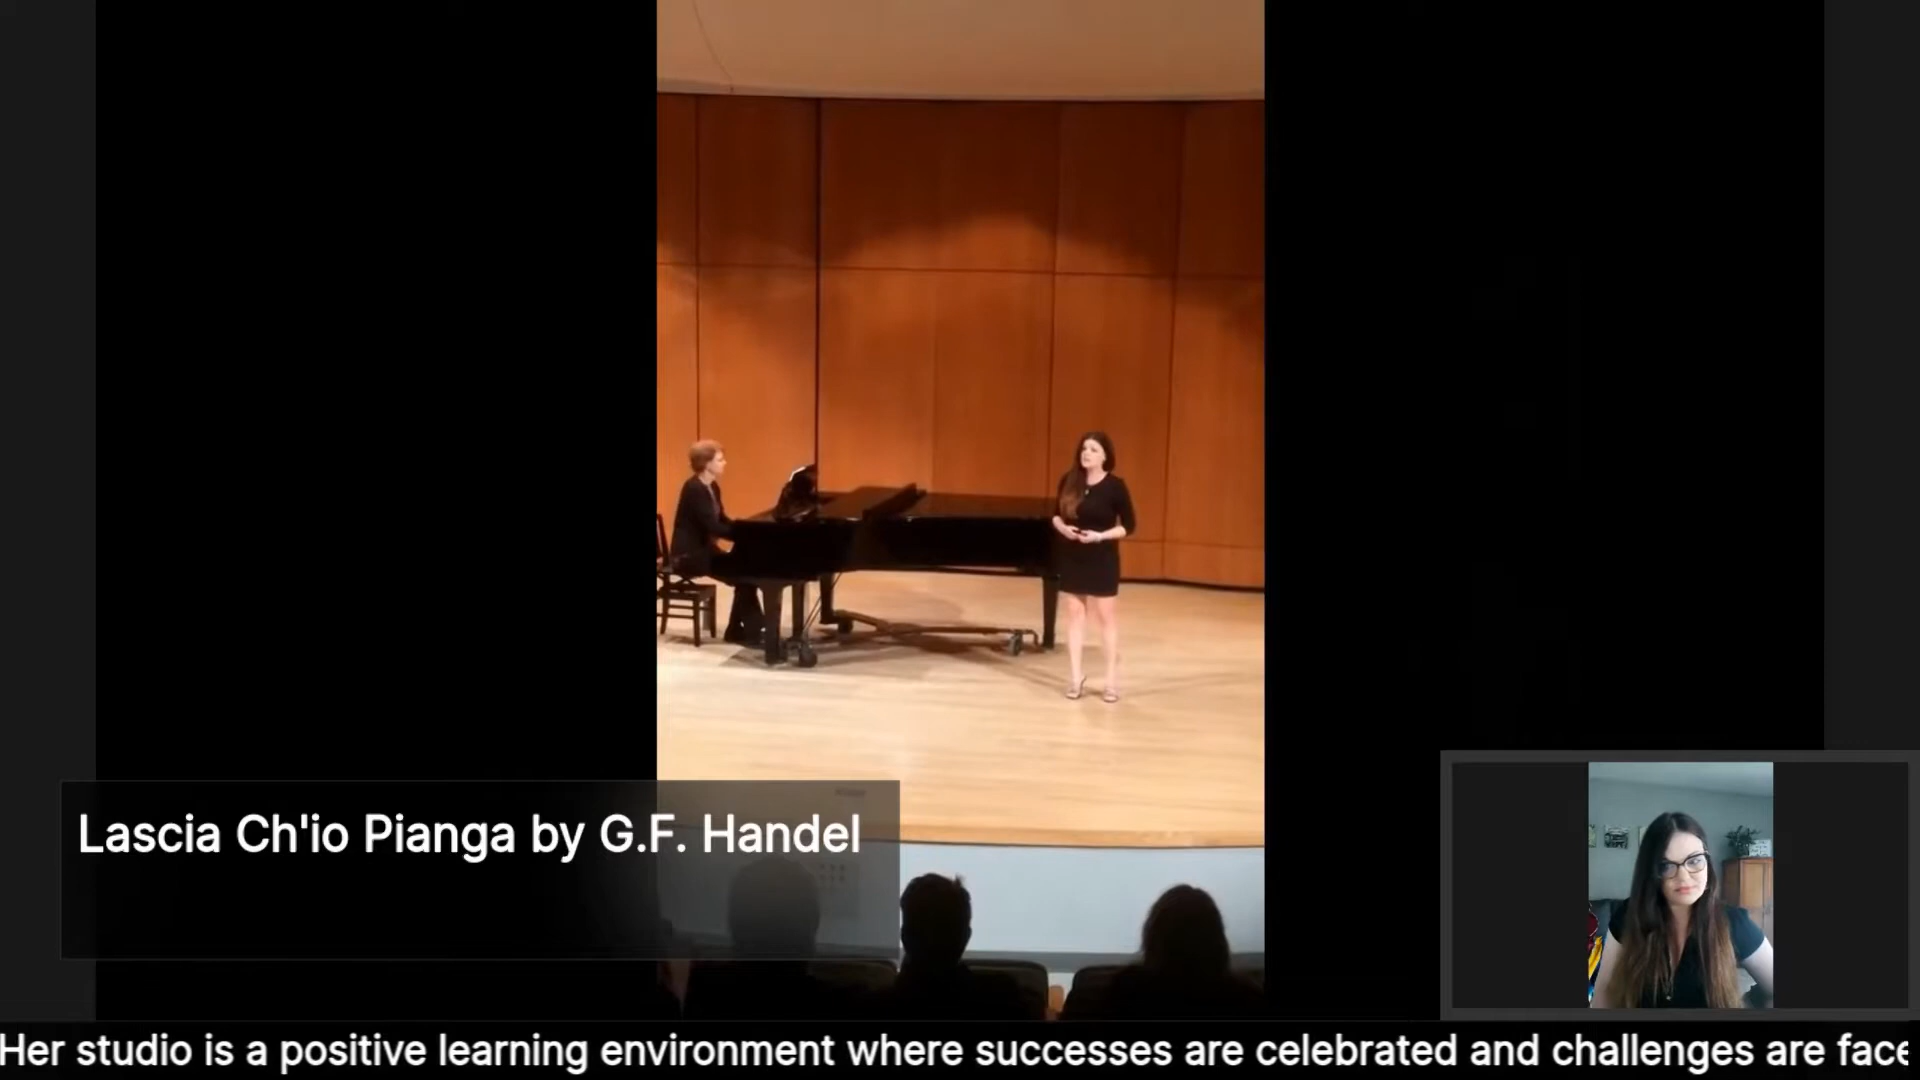 Lascia Ch'io Pianga by G.F. Handel
Her studio is a positive learning environment where successes are celebrated and challenges are face